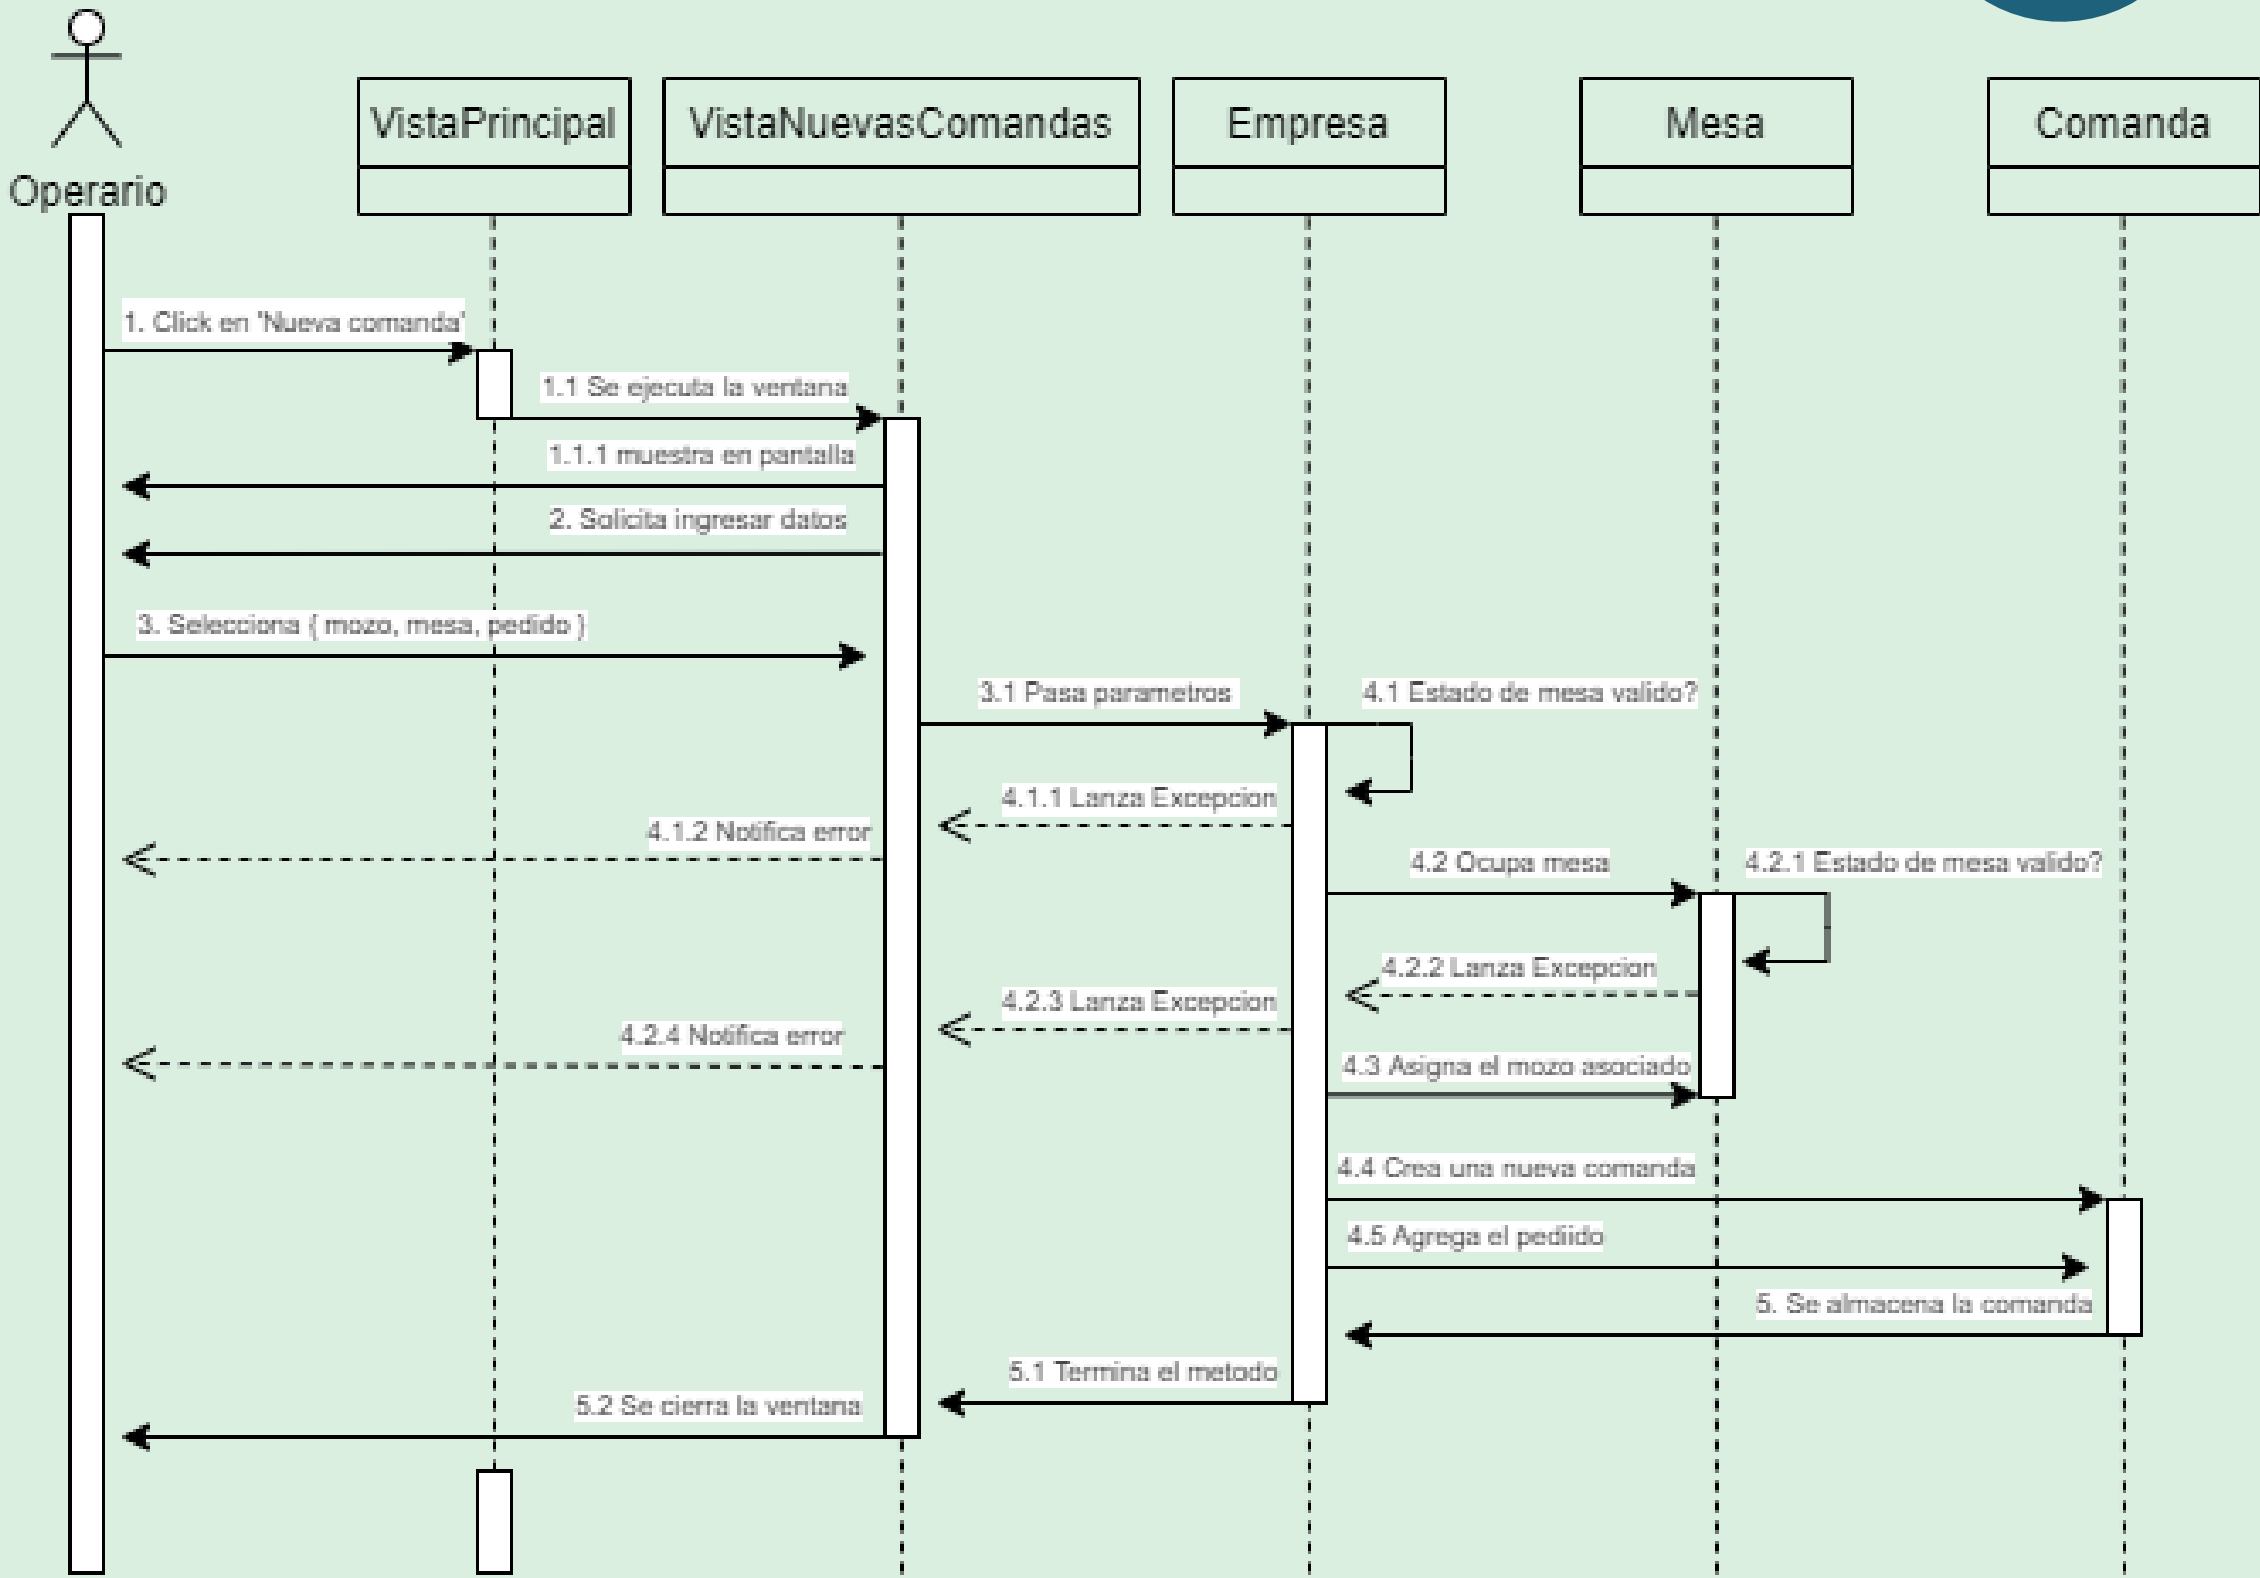 Operario
VistaPrincipal
VistaNuevasComandas
Empresa
Mesa
Comanda
1. Click en 'Nueva comanda'
1.1 Se ejecuta la ventana
1.1.1 muestra en pantalla
2. Solicita ingresar datos
3. Selecciona { mozo, mesa, pedido }
3.1 Pasa parametros
4.1 Estado de mesa valido?
4.1.1 Lanza Excepcion
4.1.2 Notifica error
4.2 Ocupa mesa
4.2.1 Estado de mesa valido?
4.2.2 Lanza Excepcion
4.2.3 Lanza Excepcion
4.2.4 Notifica error
4.3 Asigna el mozo asociado
4.4 Crea una nueva comanda
4.5 Agrega el pediido
5. Se almacena la comanda
5.1 Termina el metodo
5.2 Se cierra la ventana